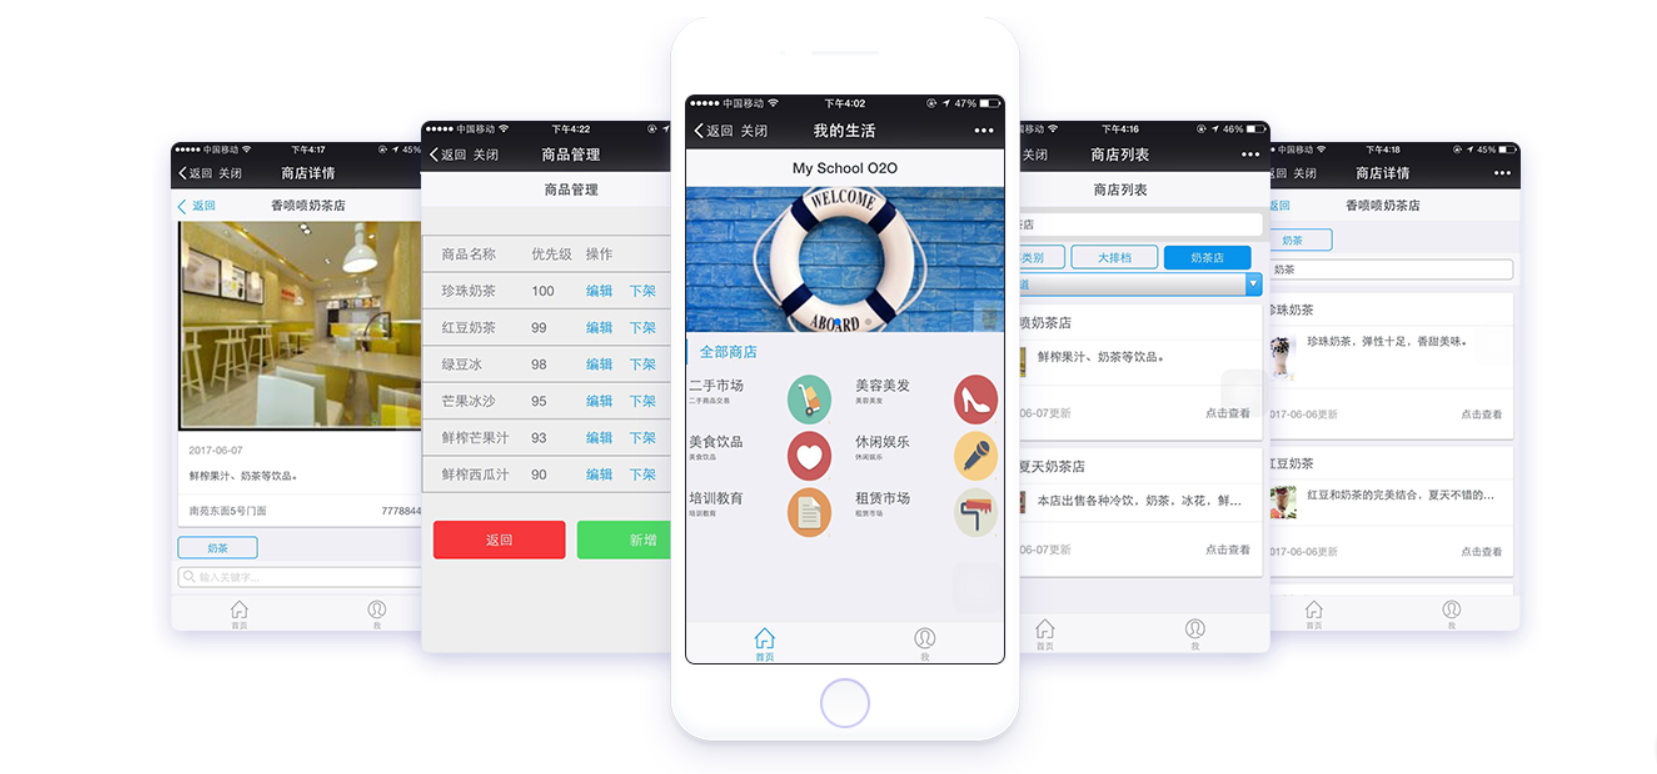 中国移动 下午4:17 45%
返回 关闭 商店详情
返回 香喷喷奶茶店
2017-06-07
鲜榨果汁、奶茶等饮品。
南苑东面5号门面 7778844
奶茶
输入关键字...
首页 我
中国移动 下午4:22
返回 关闭 商品管理
商品管理
商品名称 优先级 操作
珍珠奶茶 100 编辑 下架
红豆奶茶 99 编辑 下架
绿豆冰 98 编辑 下架
芒果冰沙 95 编辑 下架
鲜榨芒果汁 93 编辑 下架
鲜榨西瓜汁 90 编辑 下架
返回 新增
中国移动 下午4:02 47%
返回 关闭 我的生活
My School O2O
WELCOME
ABOARD
全部商店
二手市场 美容美发
二手商品交易 美容美发
美食饮品 休闲娱乐
美食饮品 休闲娱乐
培训教育 租赁市场
培训教育 租赁市场
首页 我
移动 下午4:16 46%
关闭 商店列表
商店列表
店
类别 大排档 奶茶店
道
喷奶茶店
鲜榨果汁、奶茶等饮品。
06-07更新 点击查看
夏天奶茶店
本店出售各种冷饮，奶茶，冰花，鲜...
06-07更新 点击查看
首页 我
中国移动 下午4:18 45%
回 关闭 商店详情
返回 香喷喷奶茶店
奶茶
奶茶
珍珠奶茶
珍珠奶茶，弹性十足，香甜美味。
017-06-06更新 点击查看
红豆奶茶
红豆和奶茶的完美结合，夏天不错的...
017-06-06更新 点击查看
首页 我